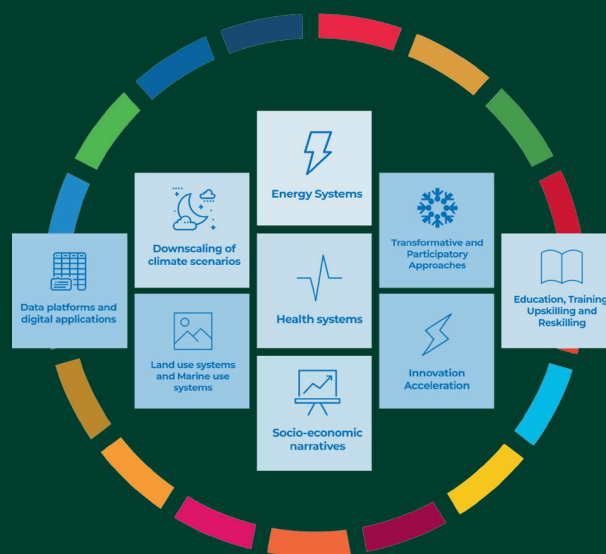 Energy Systems
Downscaling of
climate scenarios
Transformative and
Participatory
Approaches
Data platforms and
digital applications
Health systems
Education, Training,
Upskilling and
Reskilling
Land use systems
and Marine use
systems
Innovation
Acceleration
Socio-economic
narratives